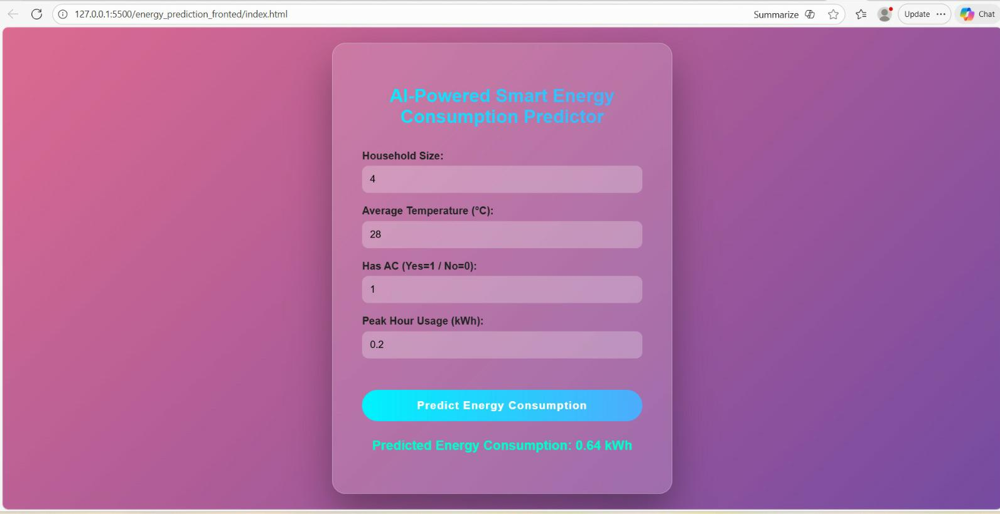 127.0.0.1:5500/energy_prediction_fronted/index.html
Summarize
Update
Chat
AI-Powered Smart Energy
Consumption Predictor
Household Size:
4
Average Temperature (°C):
28
Has AC (Yes=1 / No=0):
1
Peak Hour Usage (kWh):
0.2
Predict Energy Consumption
Predicted Energy Consumption: 0.64 kWh